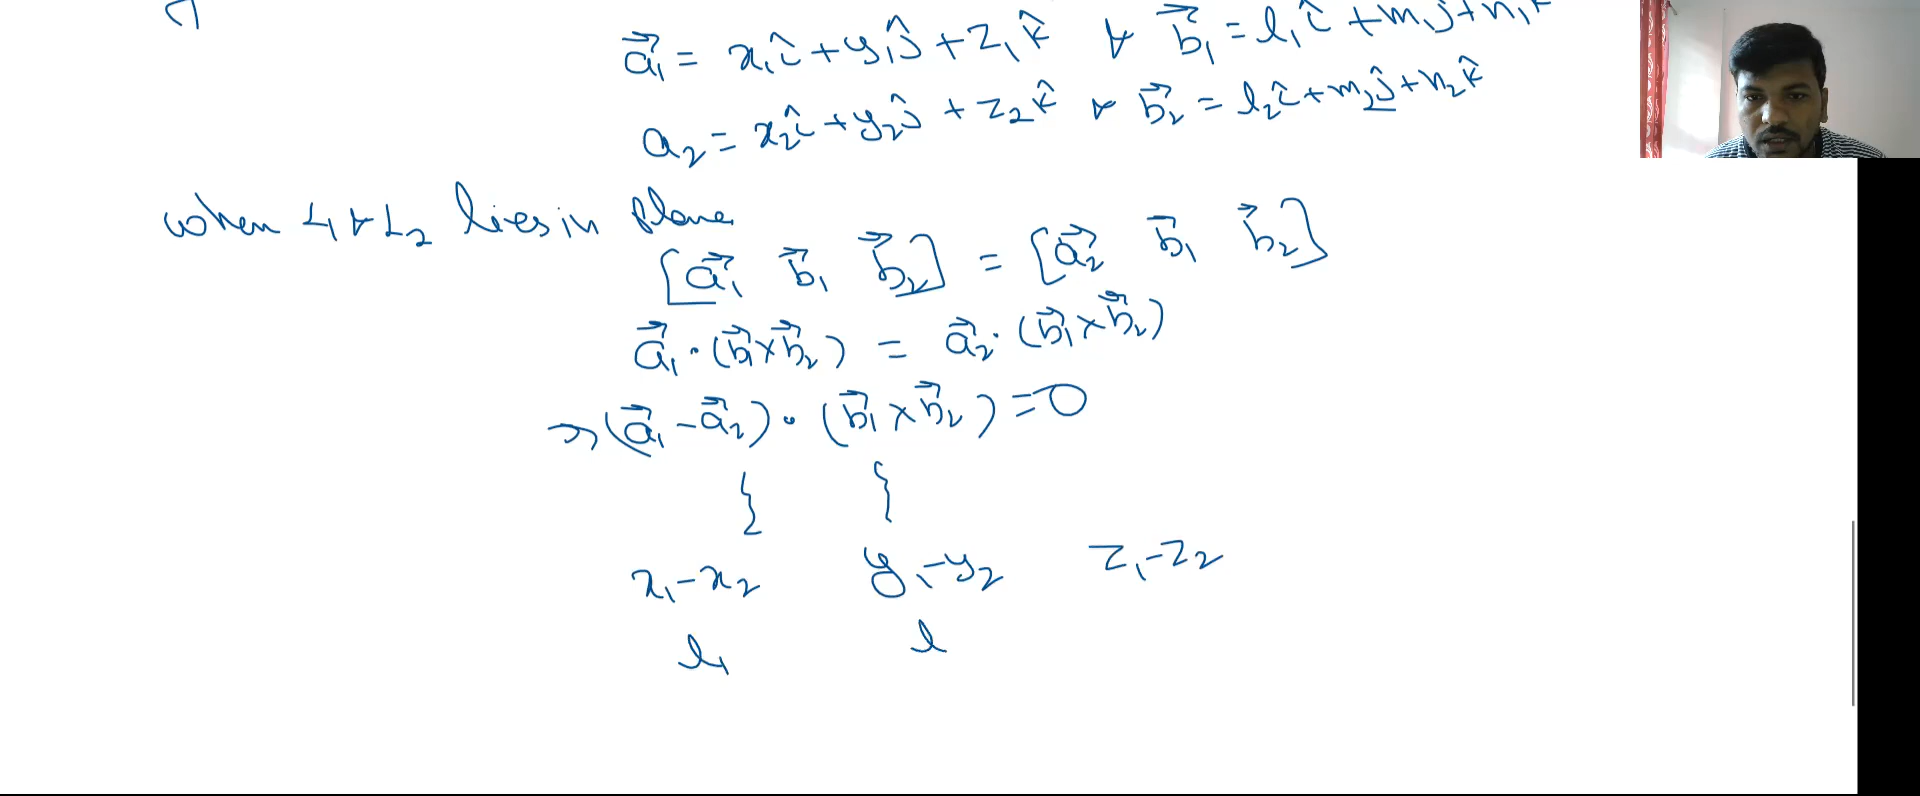 a⃗₁ = x₁î + y₁ĵ + z₁k̂ & b⃗₁ = l₁î + m₁ĵ + n₁k̂
a₂ = x₂î + y₂ĵ + z₂k̂ & b⃗₂ = l₂î + m₂ĵ + n₂k̂
when L₁ & L₂ lies in plane
[a⃗₁ b⃗₁ b⃗₂] = [a⃗₂ b⃗₁ b⃗₂]
a⃗₁ · (b⃗₁ × b⃗₂) = a⃗₂ · (b⃗₁ × b⃗₂)
⇒ (a⃗₁ − a⃗₂) · (b⃗₁ × b⃗₂) = 0
x₁−x₂ y₁−y₂ z₁−z₂
l₁ l